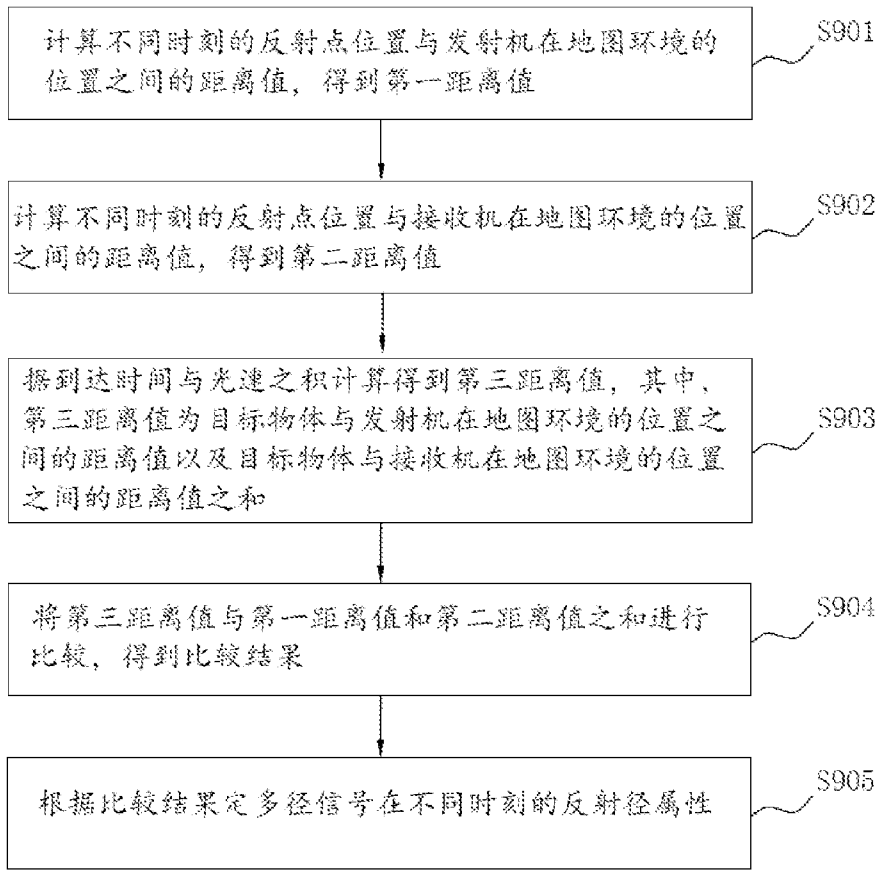 计算不同时刻的反射点位置与发射机在地图环境的
位置之间的距离值，得到第一距离值
S901
计算不同时刻的反射点位置与接收机在地图环境的位置
之间的距离值，得到第二距离值
S902
据到达时间与光速之积计算得到第三距离值，其中，
第三距离值为目标物体与发射机在地图环境的位置之
间的距离值以及目标物体与接收机在地图环境的位置
之间的距离值之和
S903
将第三距离值与第一距离值和第二距离值之和进行
比较，得到比较结果
S904
根据比较结果定多径信号在不同时刻的反射径属性
S905